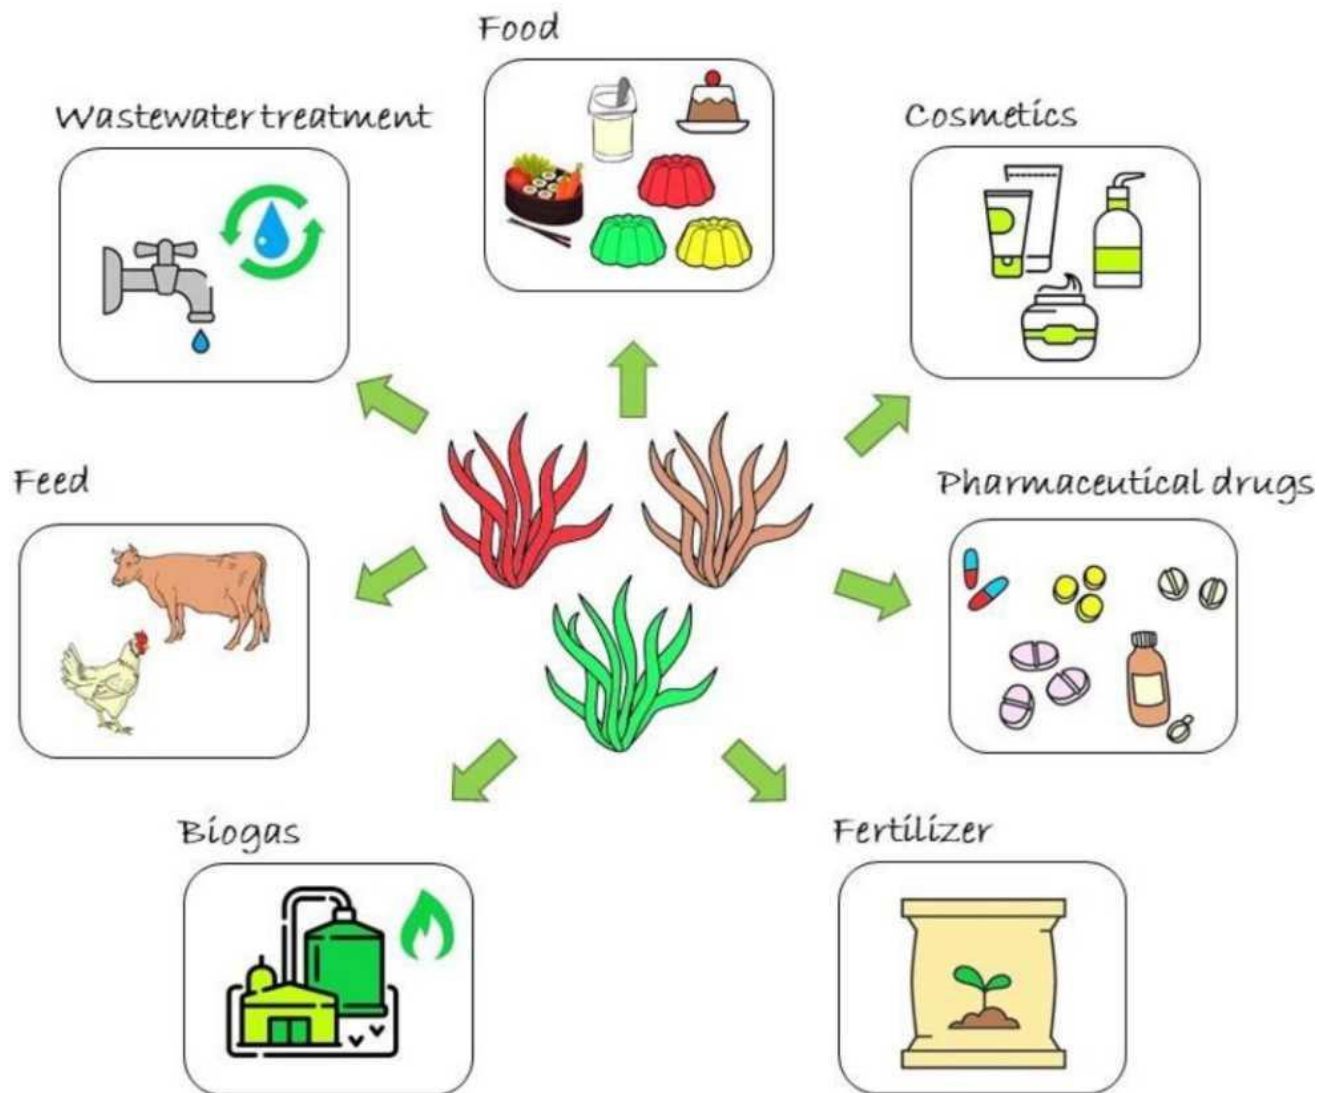 Food
Wastewater treatment
Cosmetics
Feed
Pharmaceutical drugs
Biogas
Fertilizer